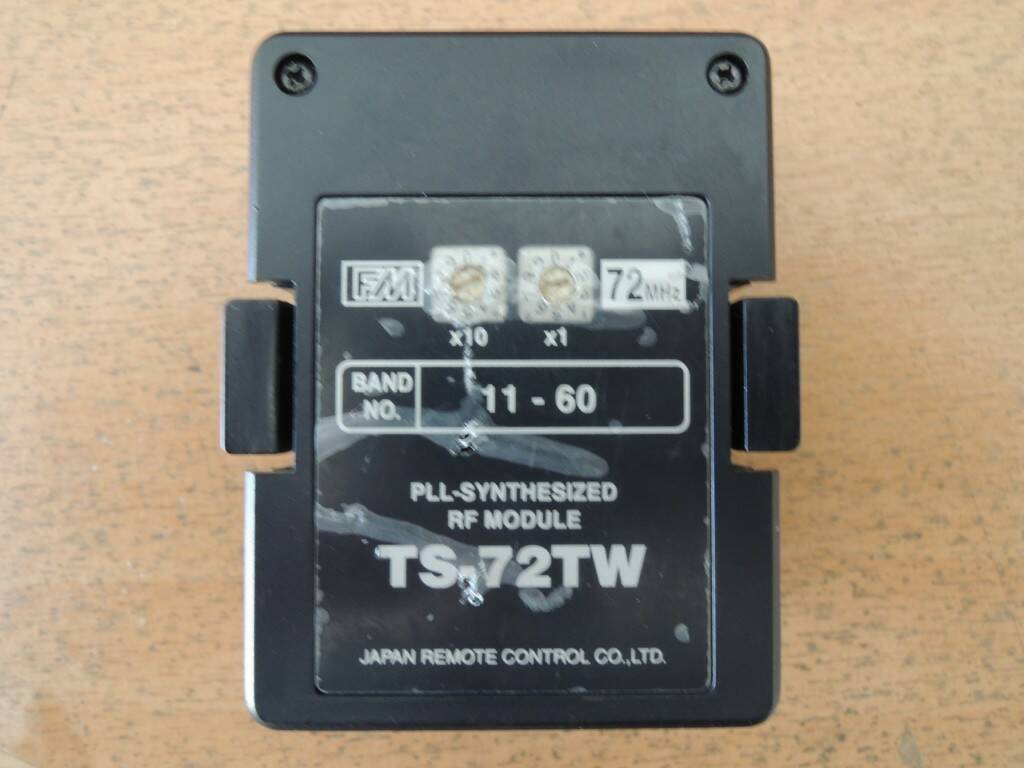 FM 72MHz
x10 x1
BAND NO. 11 - 60
PLL-SYNTHESIZED
RF MODULE
TS-72TW
JAPAN REMOTE CONTROL CO.,LTD.